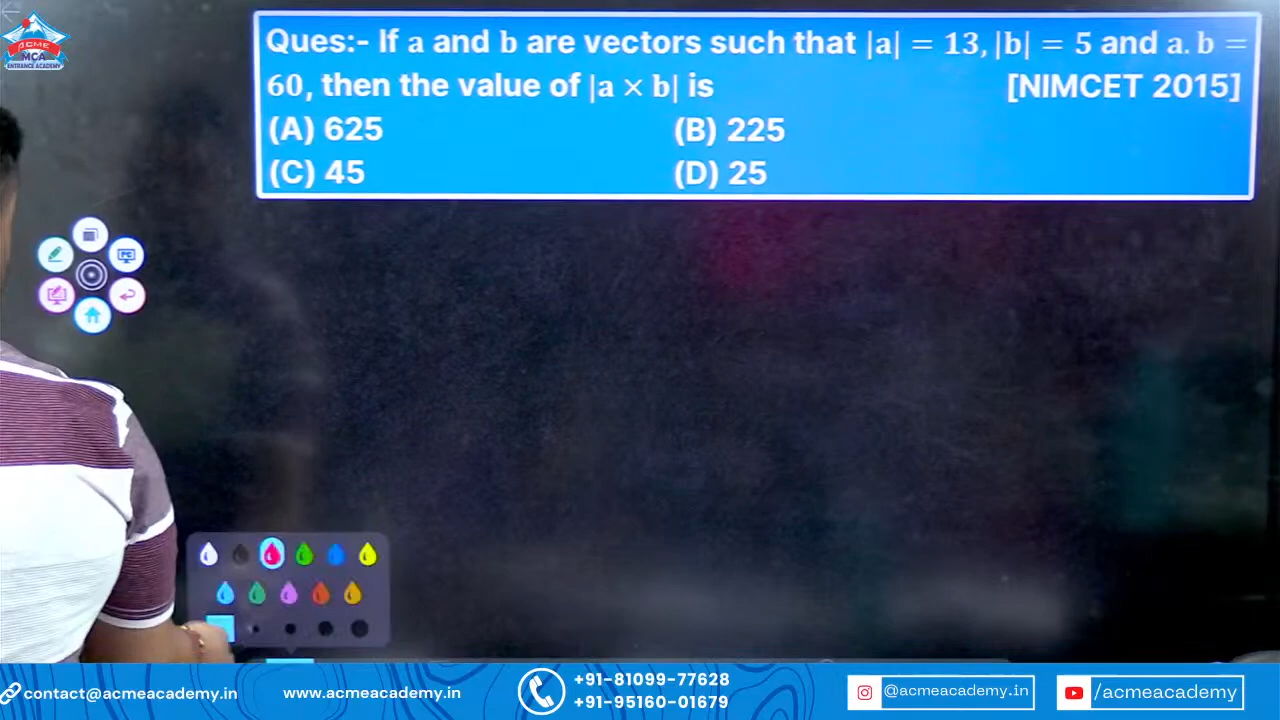 ACME
MCA
ENTRANCE ACADEMY
Ques:- If a and b are vectors such that |a| = 13, |b| = 5 and a. b =
60, then the value of |a × b| is [NIMCET 2015]
(A) 625 (B) 225
(C) 45 (D) 25
contact@acmeacademy.in www.acmeacademy.in +91-81099-77628
+91-95160-01679 @acmeacademy.in /acmeacademy